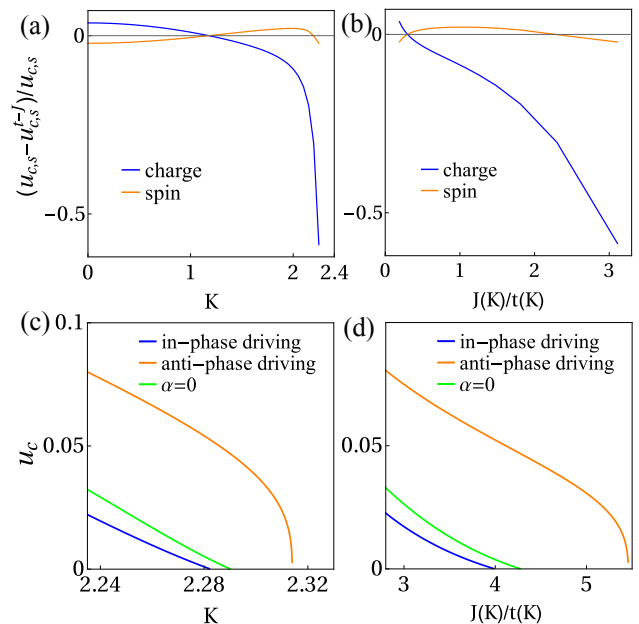 (a)
(b)
0
0
(u_{c,s}-u_{c,s}^{t-J})/u_{c,s}
charge
spin
charge
spin
-0.5
-0.5
0
1
2
2.4
0
1
2
3
K
J(K)/t(K)
(c)
0.1
(d)
0.1
in-phase driving
anti-phase driving
α=0
in-phase driving
anti-phase driving
α=0
u_c
0.05
0.05
0
0
2.24
2.28
2.32
3
4
5
K
J(K)/t(K)